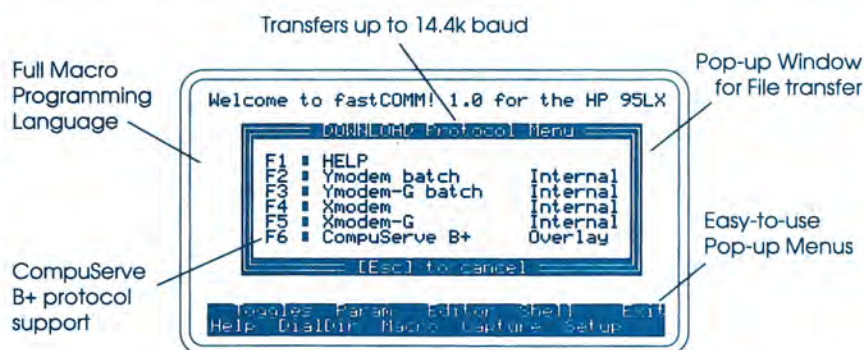 Transfers up to 14.4k baud
Full Macro
Programming
Language
Pop-up Window
for File transfer
Welcome to fastCOMM! 1.0 for the HP 95LX
DOWNLOAD Protocol Menu
F1 HELP
F2 Ymodem batch Internal
F3 Ymodem-G batch Internal
F4 Xmodem Internal
F5 Xmodem-G Internal
F6 CompuServe B+ Overlay
[Esc] to cancel
Easy-to-use
Pop-up Menus
CompuServe
B+ protocol
support
Toggles Param Editor Shell Exit
Help DialDir Macro Capture Setup